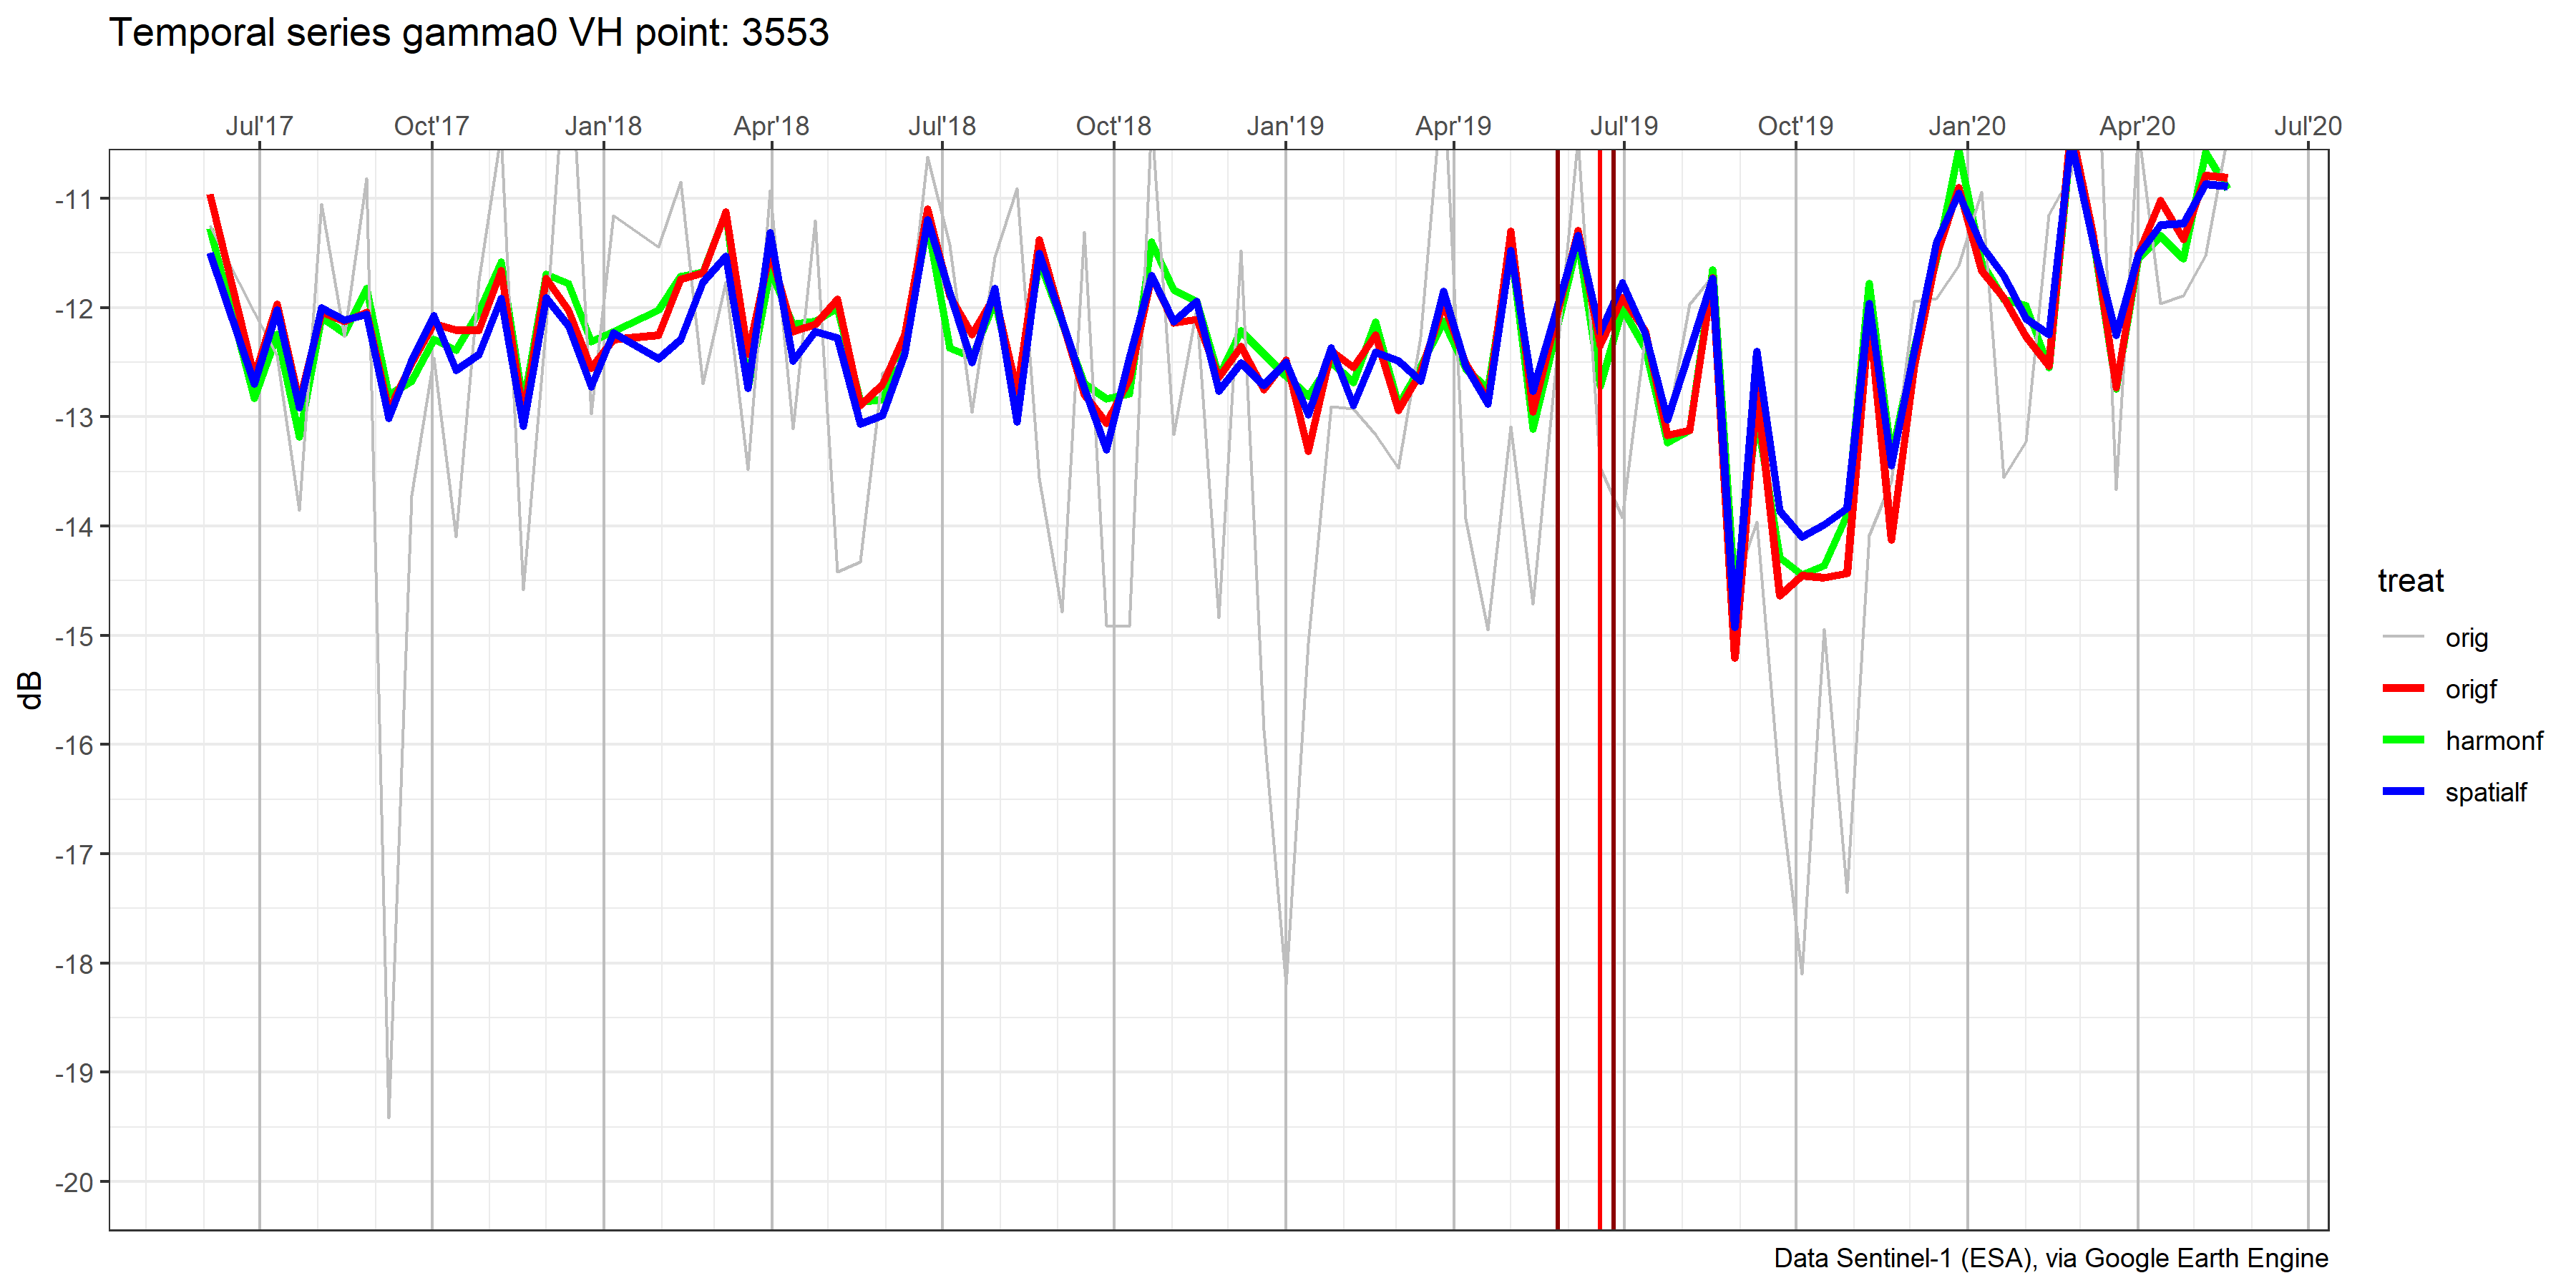 Temporal series gamma0 VH point: 3553
Jul'17 Oct'17 Jan'18 Apr'18 Jul'18 Oct'18 Jan'19 Apr'19 Jul'19 Oct'19 Jan'20 Apr'20 Jul'20
-11
-12
-13
-14
-15
-16
-17
-18
-19
-20
dB
treat
orig
origf
harmonf
spatialf
Data Sentinel-1 (ESA), via Google Earth Engine